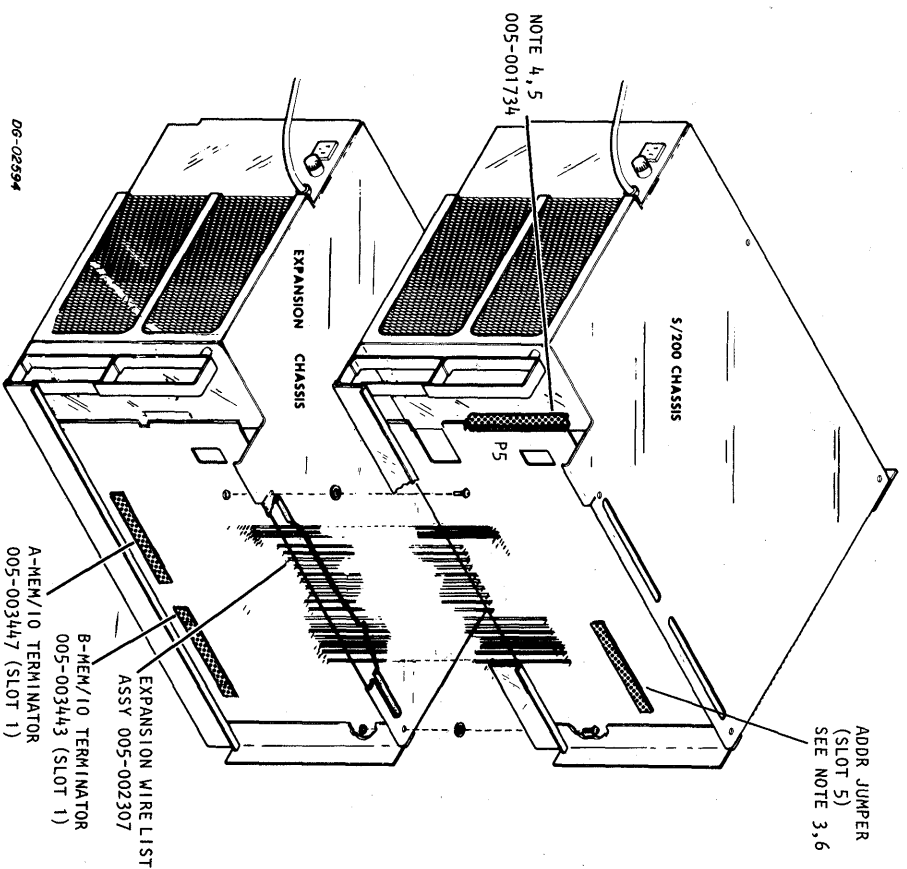 NOTE 4,5
005-001734
S/200 CHASSIS
P5
ADDR JUMPER
(SLOT 5)
SEE NOTE 3,6
EXPANSION CHASSIS
EXPANSION WIRE LIST
ASSY 005-002307
B-MEM/IO TERMINATOR
005-003443 (SLOT 1)
A-MEM/IO TERMINATOR
005-003447 (SLOT 1)
DG-02594